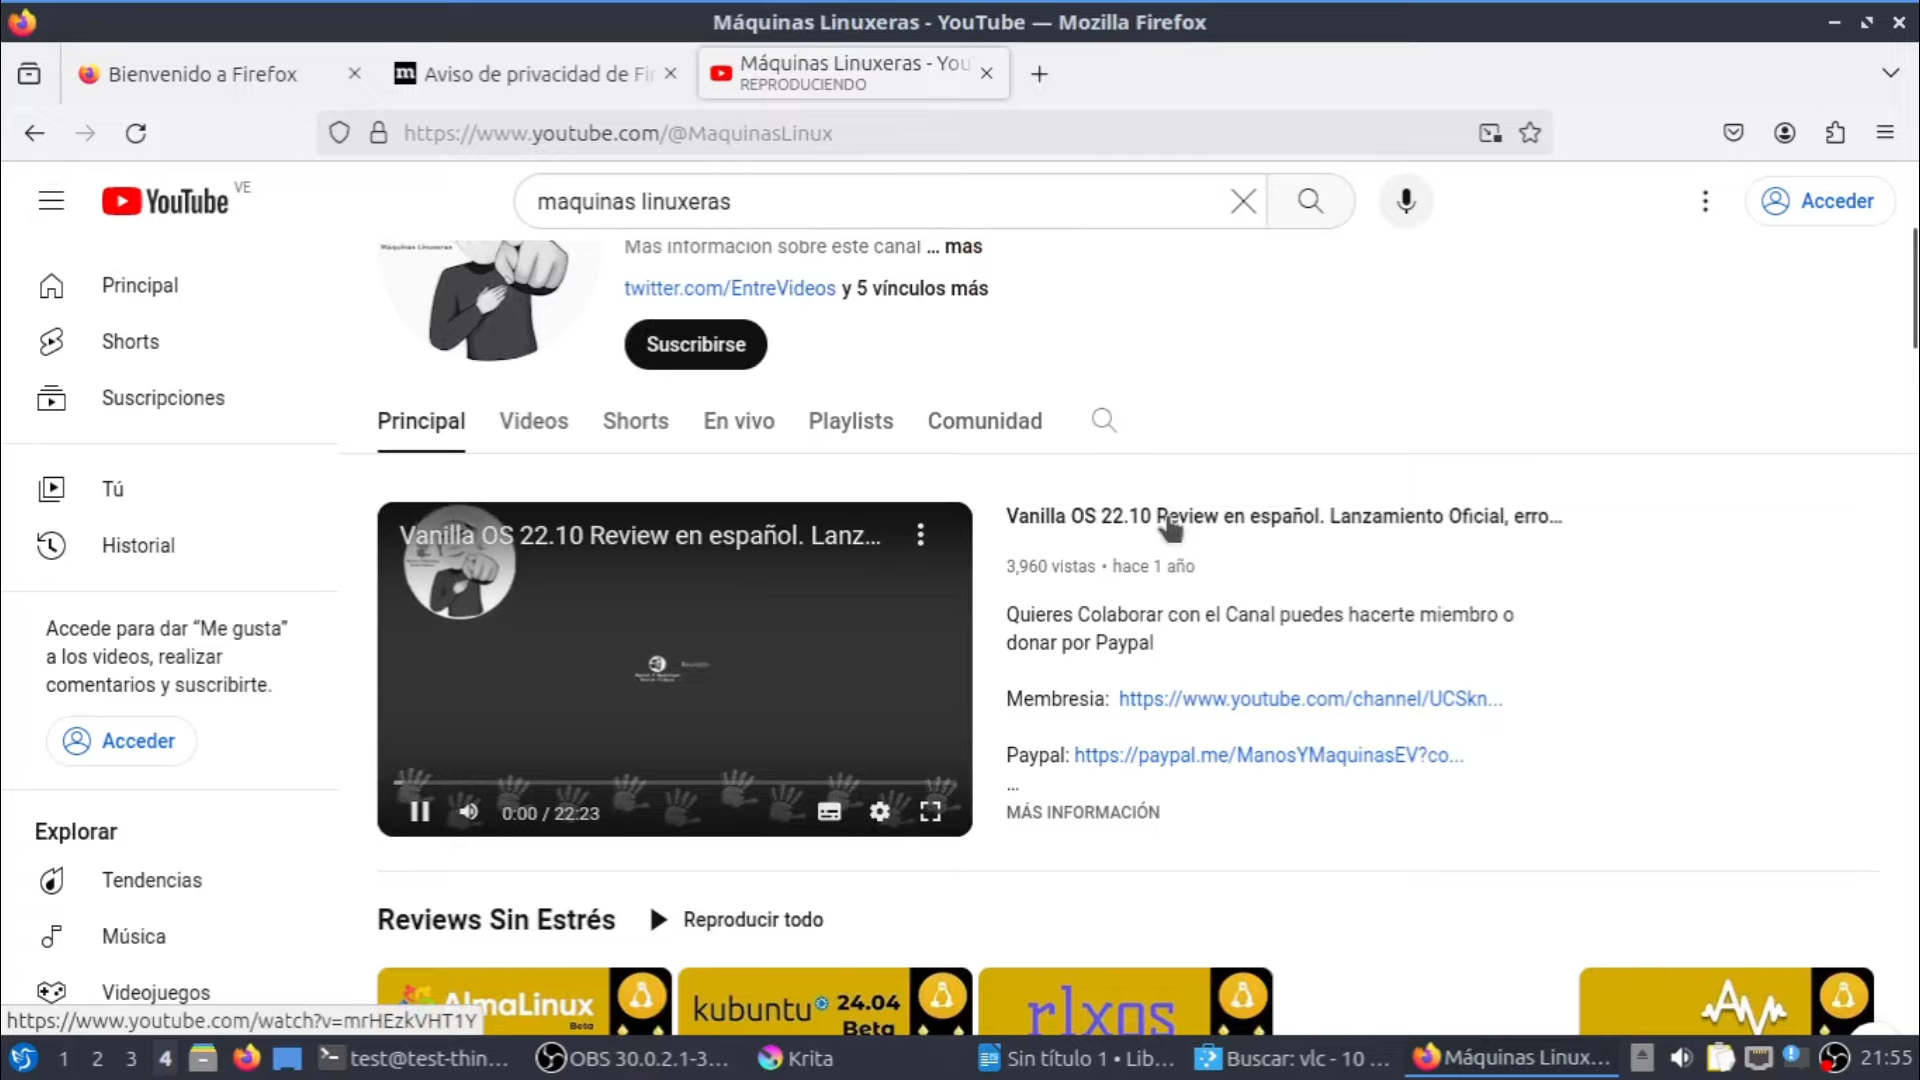 Máquinas Linuxeras - YouTube — Mozilla Firefox
Bienvenido a Firefox
Aviso de privacidad de Fir
Máquinas Linuxeras - You
REPRODUCIENDO
https://www.youtube.com/@MaquinasLinux
YouTube VE
maquinas linuxeras
Acceder
Máquinas Linuxeras
Más información sobre este canal ... más
twitter.com/EntreVideos y 5 vínculos más
Suscribirse
Principal
Shorts
Suscripciones
Tú
Historial
Accede para dar “Me gusta”
a los videos, realizar
comentarios y suscribirte.
Acceder
Explorar
Tendencias
Música
Videojuegos
Principal Videos Shorts En vivo Playlists Comunidad
Vanilla OS 22.10 Review en español. Lanz...
0:00 / 22:23
Vanilla OS 22.10 Review en español. Lanzamiento Oficial, erro...
3,960 vistas • hace 1 año
Quieres Colaborar con el Canal puedes hacerte miembro o
donar por Paypal
Membresia: https://www.youtube.com/channel/UCSkn...
Paypal: https://paypal.me/ManosYMaquinasEV?co...
...
MÁS INFORMACIÓN
Reviews Sin Estrés
Reproducir todo
AlmaLinux
Beta
kubuntu 24.04
Beta
rlxos
https://www.youtube.com/watch?v=mrHEzkVHT1Y
1 2 3 4
test@test-thin...
OBS 30.0.2.1-3...
Krita
Sin título 1 • Lib...
Buscar: vlc - 10 ...
Máquinas Linux...
21:55